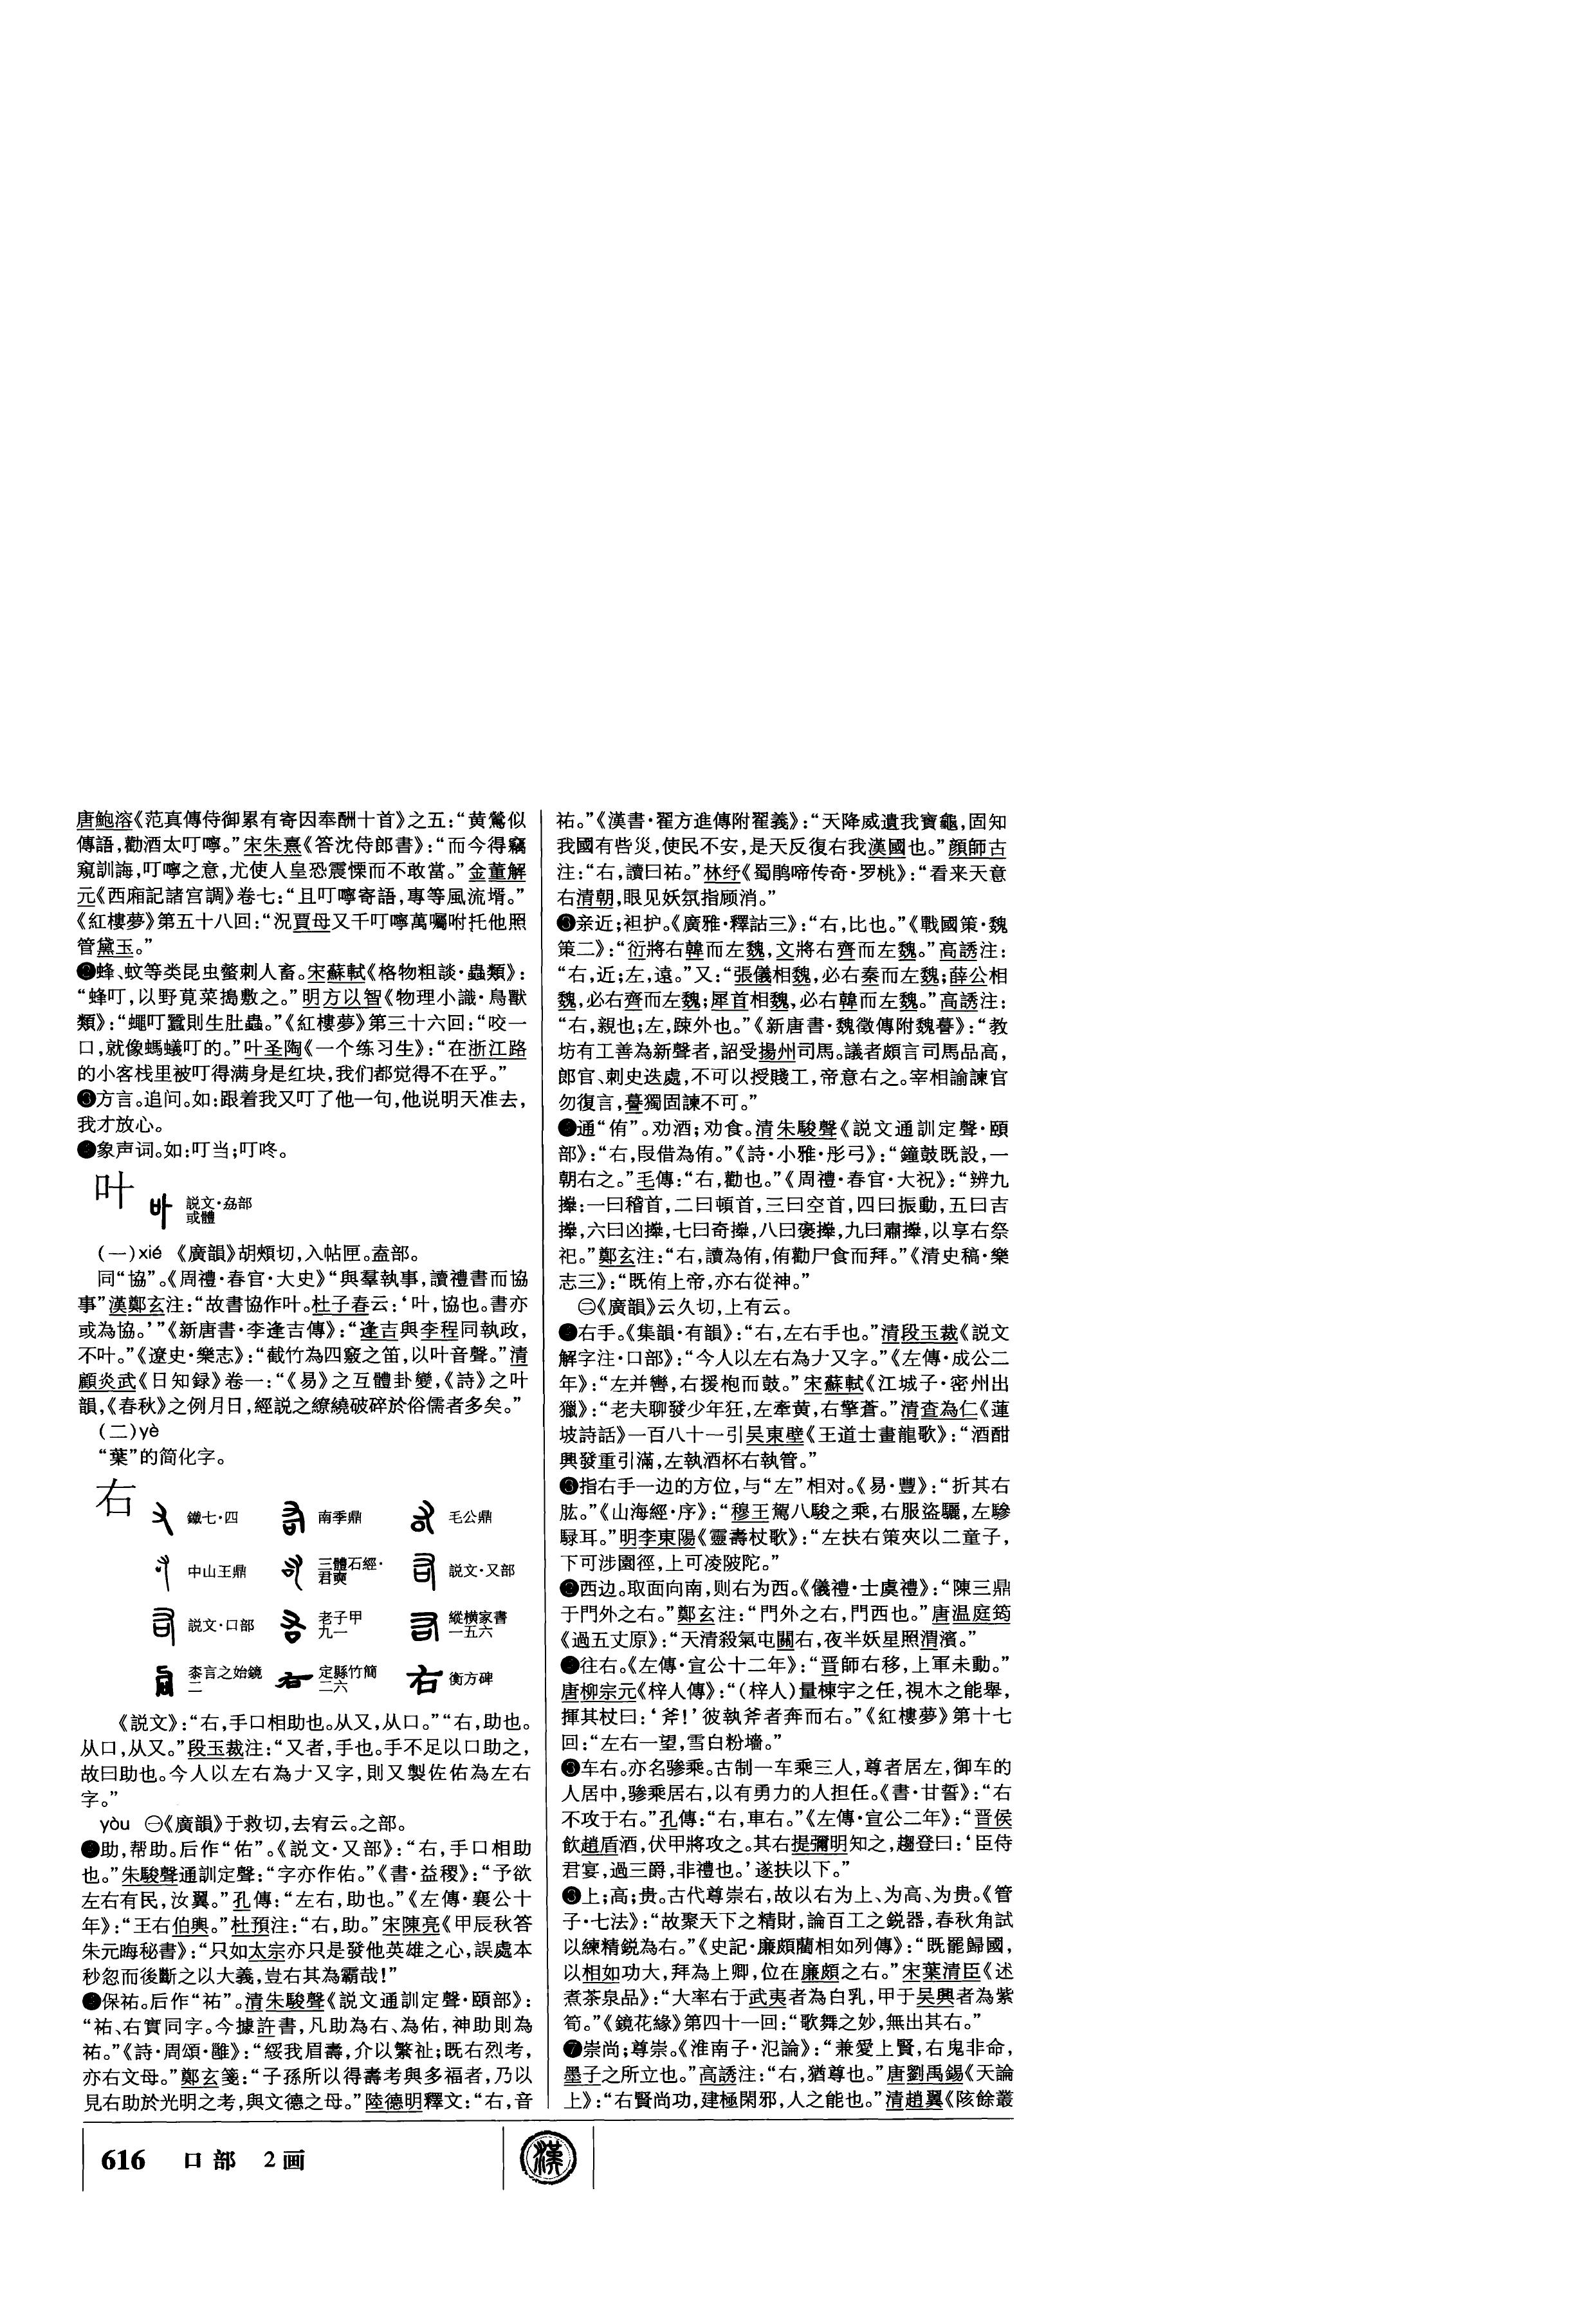 唐鮑溶《范真傳侍御累有寄因奉酬十首》之五：“黄鶯似
傳語，勸酒太叮嚀。”宋朱熹《答沈侍郎書》：“而今得竊
窺訓誨，叮嚀之意，尤使人皇恐震慄而不敢當。”金董解
元《西廂記諸宫調》卷七：“且叮嚀寄語，專等風流壻。”
《紅樓夢》第五十八回：“況賈母又千叮嚀萬囑咐托他照
管黛玉。”
❷蜂、蚊等类昆虫螫刺人畜。宋蘇軾《格物粗談·蟲類》：
“蜂叮，以野莧菜搗敷之。”明方以智《物理小識·鳥獸
類》：“蠅叮蠶則生肚蟲。”《紅樓夢》第三十六回：“咬一
口，就像螞蟻叮的。”叶圣陶《一个练习生》：“在浙江路
的小客栈里被叮得满身是红块，我们都觉得不在乎。”
❸方言。追问。如：跟着我又叮了他一句，他说明天准去，
我才放心。
❹象声词。如：叮当；叮咚。
叶
説文·劦部
或體
（一）xié 《廣韻》胡頰切，入帖匣。盍部。
同“協”。《周禮·春官·大史》“與羣執事，讀禮書而協
事”漢鄭玄注：“故書協作叶。杜子春云：‘叶，協也。書亦
或為協。’”《新唐書·李逢吉傳》：“逢吉與李程同執政，
不叶。”《遼史·樂志》：“截竹為四竅之笛，以叶音聲。”清
顧炎武《日知録》卷一：“《易》之互體卦變，《詩》之叶
韻，《春秋》之例月日，經説之繚繞破碎於俗儒者多矣。”
（二）yè
“葉”的简化字。
右
鐵七·四 南季鼎 毛公鼎
中山王鼎 三體石經·君奭 説文·又部
説文·口部 老子甲九一 縱横家書一五六
桼言之始鏡二 定縣竹簡二六 衡方碑
《説文》：“右，手口相助也。从又，从口。”“右，助也。
从口，从又。”段玉裁注：“又者，手也。手不足以口助之，
故曰助也。今人以左右為𠂇又字，則又製佐佑為左右
字。”
yòu ㊀《廣韻》于救切，去宥云。之部。
❶助，帮助。后作“佑”。《説文·又部》：“右，手口相助
也。”朱駿聲通訓定聲：“字亦作佑。”《書·益稷》：“予欲
左右有民，汝翼。”孔傳：“左右，助也。”《左傳·襄公十
年》：“王右伯輿。”杜預注：“右，助。”宋陳亮《甲辰秋答
朱元晦秘書》：“只如太宗亦只是發他英雄之心，誤處本
秒忽而後斷之以大義，豈右其為霸哉！”
❷保祐。后作“祐”。清朱駿聲《説文通訓定聲·頤部》：
“祐、右實同字。今據許書，凡助為右、為佑，神助則為
祐。”《詩·周頌·雝》：“綏我眉壽，介以繁祉；既右烈考，
亦右文母。”鄭玄箋：“子孫所以得壽考與多福者，乃以
見右助於光明之考，與文德之母。”陸德明釋文：“右，音
祐。”《漢書·翟方進傳附翟義》：“天降威遺我寶龜，固知
我國有呰災，使民不安，是天反復右我漢國也。”顔師古
注：“右，讀曰祐。”林纾《蜀鹃啼传奇·罗桃》：“看来天意
右清朝，眼见妖氛指顾消。”
❸亲近；袒护。《廣雅·釋詁三》：“右，比也。”《戰國策·魏
策二》：“衍將右韓而左魏，文將右齊而左魏。”高誘注：
“右，近；左，遠。”又：“張儀相魏，必右秦而左魏；薛公相
魏，必右齊而左魏；犀首相魏，必右韓而左魏。”高誘注：
“右，親也；左，疎外也。”《新唐書·魏徵傳附魏謩》：“教
坊有工善為新聲者，詔受揚州司馬。議者頗言司馬品高，
郎官、刺史迭處，不可以授賤工，帝意右之。宰相諭諫官
勿復言，謩獨固諫不可。”
❹通“侑”。劝酒；劝食。清朱駿聲《説文通訓定聲·頤
部》：“右，叚借為侑。”《詩·小雅·彤弓》：“鐘鼓既設，一
朝右之。”毛傳：“右，勸也。”《周禮·春官·大祝》：“辨九
㩓：一曰稽首，二曰頓首，三曰空首，四曰振動，五曰吉
㩓，六曰凶㩓，七曰奇㩓，八曰褒㩓，九曰肅㩓，以享右祭
祀。”鄭玄注：“右，讀為侑，侑勸尸食而拜。”《清史稿·樂
志三》：“既侑上帝，亦右從神。”
㊁《廣韻》云久切，上有云。
❶右手。《集韻·有韻》：“右，左右手也。”清段玉裁《説文
解字注·口部》：“今人以左右為𠂇又字。”《左傳·成公二
年》：“左并轡，右援枹而鼓。”宋蘇軾《江城子·密州出
獵》：“老夫聊發少年狂，左牽黄，右擎蒼。”清查為仁《蓮
坡詩話》一百八十一引吴東壁《王道士畫龍歌》：“酒酣
興發重引滿，左執酒杯右執管。”
❷指右手一边的方位，与“左”相对。《易·豐》：“折其右
肱。”《山海經·序》：“穆王駕八駿之乘，右服盜驪，左驂
騄耳。”明李東陽《靈壽杖歌》：“左扶右策夾以二童子，
下可涉園徑，上可凌陂陀。”
❸西边。取面向南，则右为西。《儀禮·士虞禮》：“陳三鼎
于門外之右。”鄭玄注：“門外之右，門西也。”唐温庭筠
《過五丈原》：“天清殺氣屯關右，夜半妖星照渭濱。”
❹往右。《左傳·宣公十二年》：“晋師右移，上軍未動。”
唐柳宗元《梓人傳》：“（梓人）量棟宇之任，視木之能舉，
揮其杖曰：‘斧！’彼執斧者奔而右。”《紅樓夢》第十七
回：“左右一望，雪白粉墻。”
❺车右。亦名骖乘。古制一车乘三人，尊者居左，御车的
人居中，骖乘居右，以有勇力的人担任。《書·甘誓》：“右
不攻于右。”孔傳：“右，車右。”《左傳·宣公二年》：“晋侯
飲趙盾酒，伏甲將攻之。其右提彌明知之，趨登曰：‘臣侍
君宴，過三爵，非禮也。’遂扶以下。”
❻上；高；贵。古代尊崇右，故以右为上、为高、为贵。《管
子·七法》：“故聚天下之精財，論百工之鋭器，春秋角試
以練精鋭為右。”《史記·廉頗藺相如列傳》：“既罷歸國，
以相如功大，拜為上卿，位在廉頗之右。”宋葉清臣《述
煮茶泉品》：“大率右于武夷者為白乳，甲于吴興者為紫
筍。”《鏡花緣》第四十一回：“歌舞之妙，無出其右。”
❼崇尚；尊崇。《淮南子·氾論》：“兼愛上賢，右鬼非命，
墨子之所立也。”高誘注：“右，猶尊也。”唐劉禹錫《天論
上》：“右賢尚功，建極閑邪，人之能也。”清趙翼《陔餘叢
616 口部 2画
漢